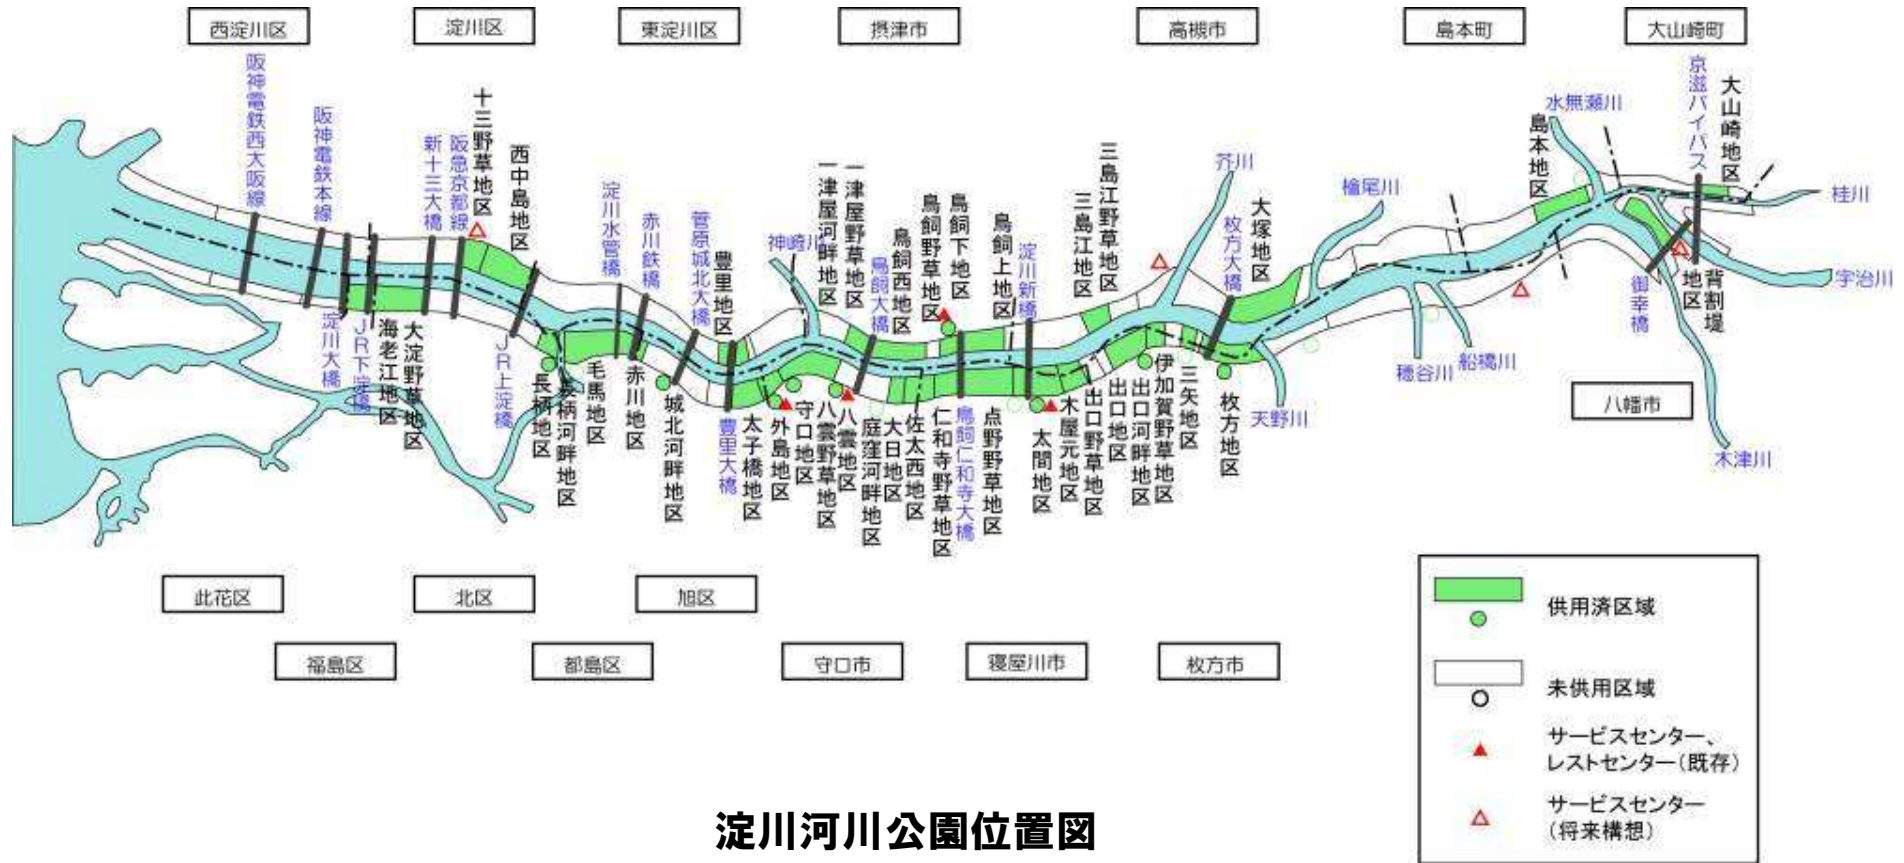 西淀川区
淀川区
東淀川区
摂津市
高槻市
島本町
大山崎町
阪神電鉄西大阪線
阪神電鉄本線
新十三大橋
阪急京都線
十三野草地区
西中島地区
淀川水管橋
赤川鉄橋
菅原城北大橋
豊里地区
神崎川
一津屋河畔地区
一津屋野草地区
鳥飼大橋
鳥飼西地区
鳥飼野草地区
鳥飼下地区
鳥飼上地区
淀川新橋
三島江地区
三島江野草地区
芥川
枚方大橋
大塚地区
檜尾川
島本地区
水無瀬川
京滋バイパス
大山崎地区
桂川
宇治川
淀川大橋
JR下淀橋
海老江地区
大淀野草地区
JR上淀橋
長柄地区
長柄河畔地区
毛馬地区
赤川地区
城北河畔地区
豊里大橋
太子橋地区
外島地区
守口地区
八雲野草地区
八雲地区
庭窪河畔地区
大日地区
佐太西地区
仁和寺野草地区
鳥飼仁和寺大橋
点野野草地区
太間地区
木屋元地区
出口野草地区
出口地区
出口河畔地区
伊加賀野草地区
三矢地区
枚方地区
天野川
穂谷川
船橋川
御幸橋
背割堤
地区
木津川
八幡市
此花区
北区
旭区
福島区
都島区
守口市
寝屋川市
枚方市
供用済区域
未供用区域
サービスセンター、
レストセンター(既存)
サービスセンター
(将来構想)
淀川河川公園位置図